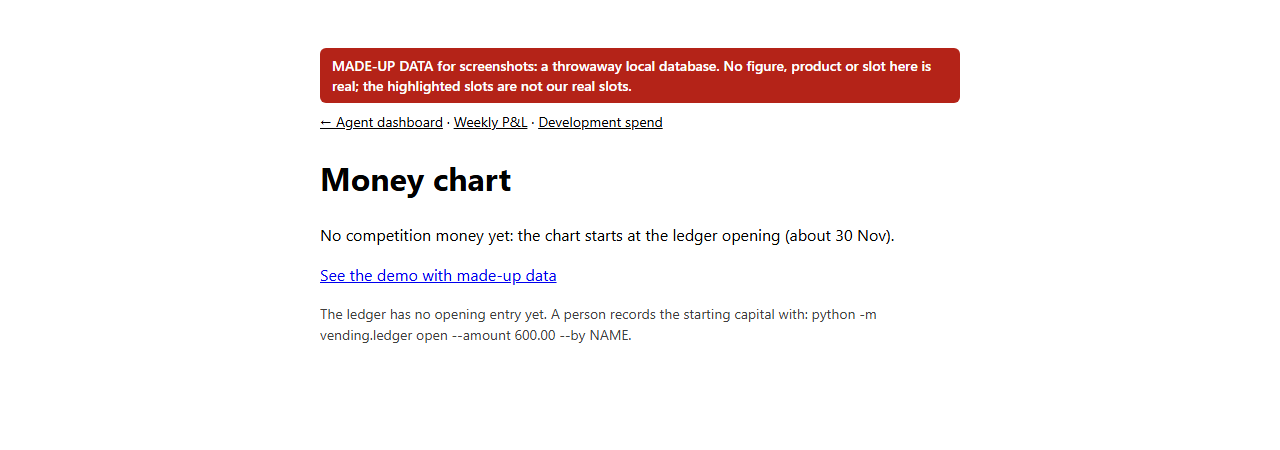 MADE-UP DATA for screenshots: a throwaway local database. No figure, product or slot here is
real; the highlighted slots are not our real slots.
← Agent dashboard · Weekly P&L · Development spend
Money chart
No competition money yet: the chart starts at the ledger opening (about 30 Nov).
See the demo with made-up data
The ledger has no opening entry yet. A person records the starting capital with: python -m
vending.ledger open --amount 600.00 --by NAME.